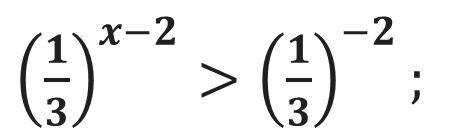 (1/3)^{x−2} > (1/3)^{−2} ;